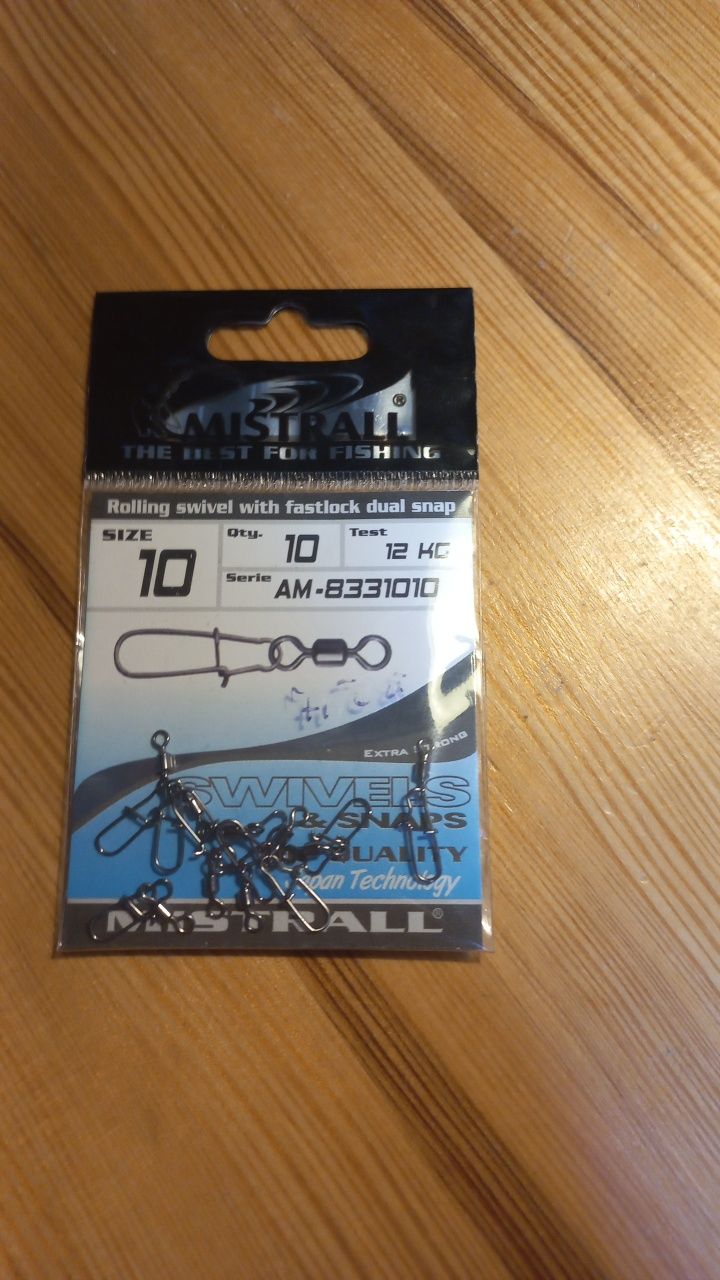 MISTRALL®
THE BEST FOR FISHING
Rolling swivel with fastlock dual snap
SIZE
10
Qty. 10
Test 12 KG
Serie AM-8331010
EXTRA STRONG
SWIVELS
& SNAPS
QUALITY
Japan Technology
MISTRALL®